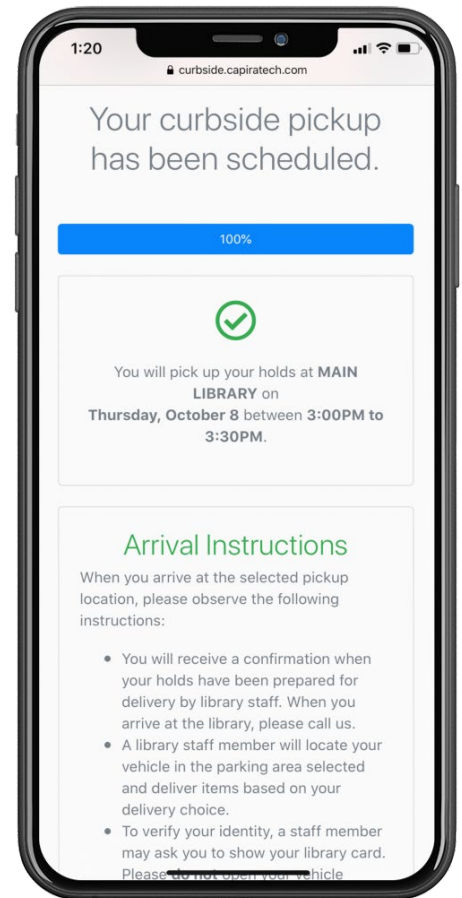 1:20
curbside.capiratech.com
Your curbside pickup
has been scheduled.
100%
You will pick up your holds at MAIN
LIBRARY on
Thursday, October 8 between 3:00PM to
3:30PM.
Arrival Instructions
When you arrive at the selected pickup
location, please observe the following
instructions:
• You will receive a confirmation when
your holds have been prepared for
delivery by library staff. When you
arrive at the library, please call us.
• A library staff member will locate your
vehicle in the parking area selected
and deliver items based on your
delivery choice.
• To verify your identity, a staff member
may ask you to show your library card.
Please do not open your vehicle